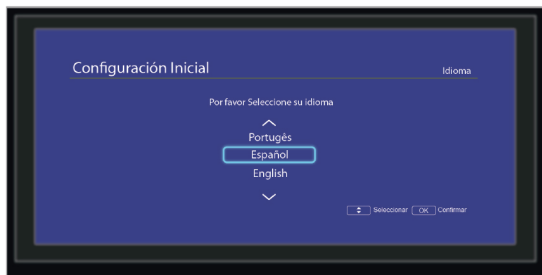 Configuración Inicial
Idioma
Por favor Seleccione su idioma
Portugês
Español
English
Seleccionar OK Confirmar